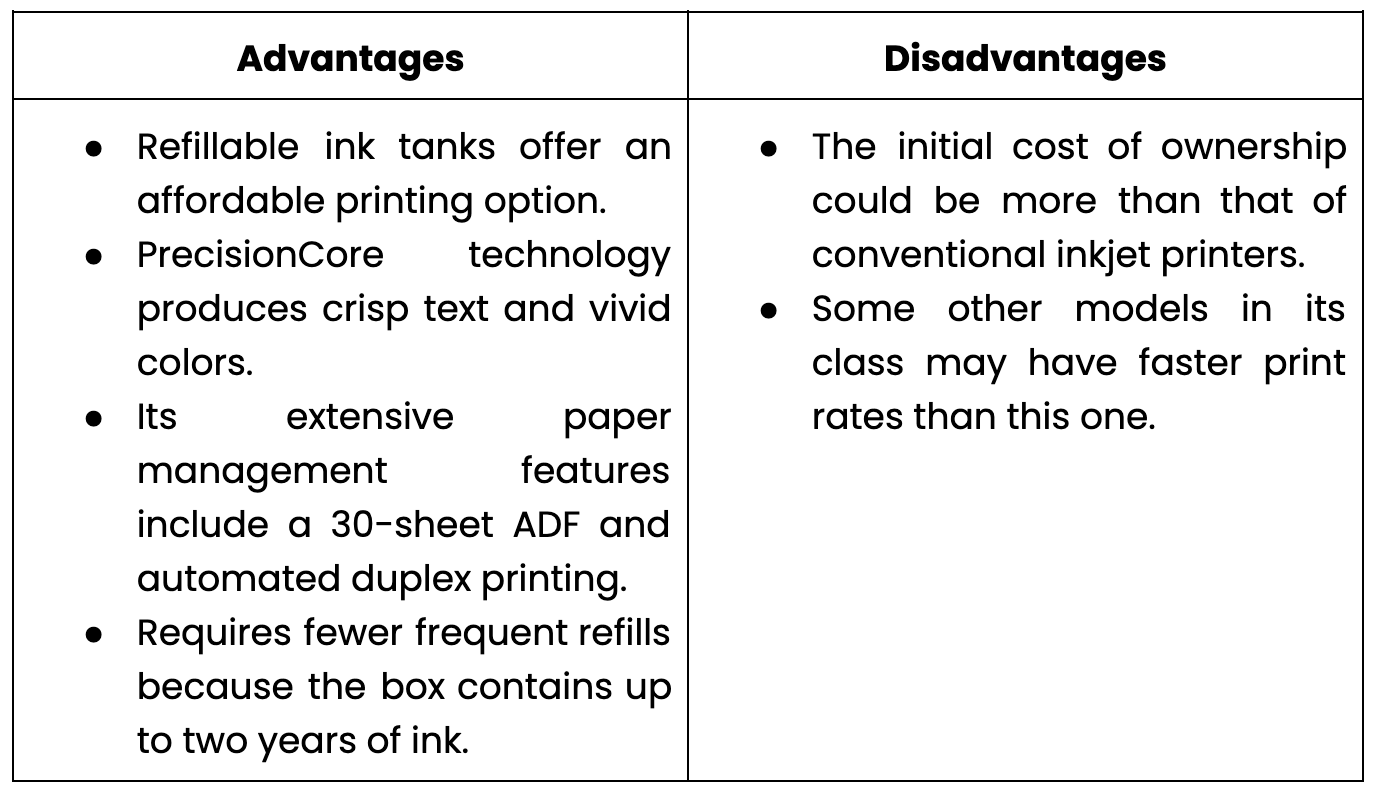 Advantages
Disadvantages
● Refillable ink tanks offer an
affordable printing option.
● PrecisionCore technology
produces crisp text and vivid
colors.
● Its extensive paper
management features
include a 30-sheet ADF and
automated duplex printing.
● Requires fewer frequent refills
because the box contains up
to two years of ink.
● The initial cost of ownership
could be more than that of
conventional inkjet printers.
● Some other models in its
class may have faster print
rates than this one.